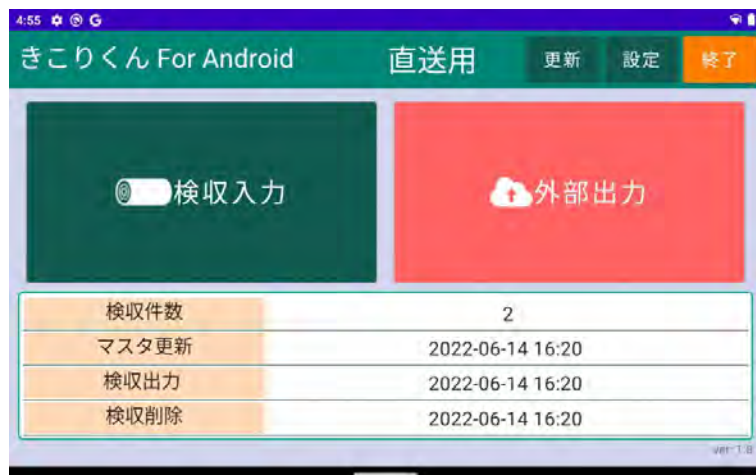 4:55 G
きこりくん For Android 直送用 更新 設定 終了
検収入力 外部出力
検収件数 2
マスタ更新 2022-06-14 16:20
検収出力 2022-06-14 16:20
検収削除 2022-06-14 16:20
ver: 1.0